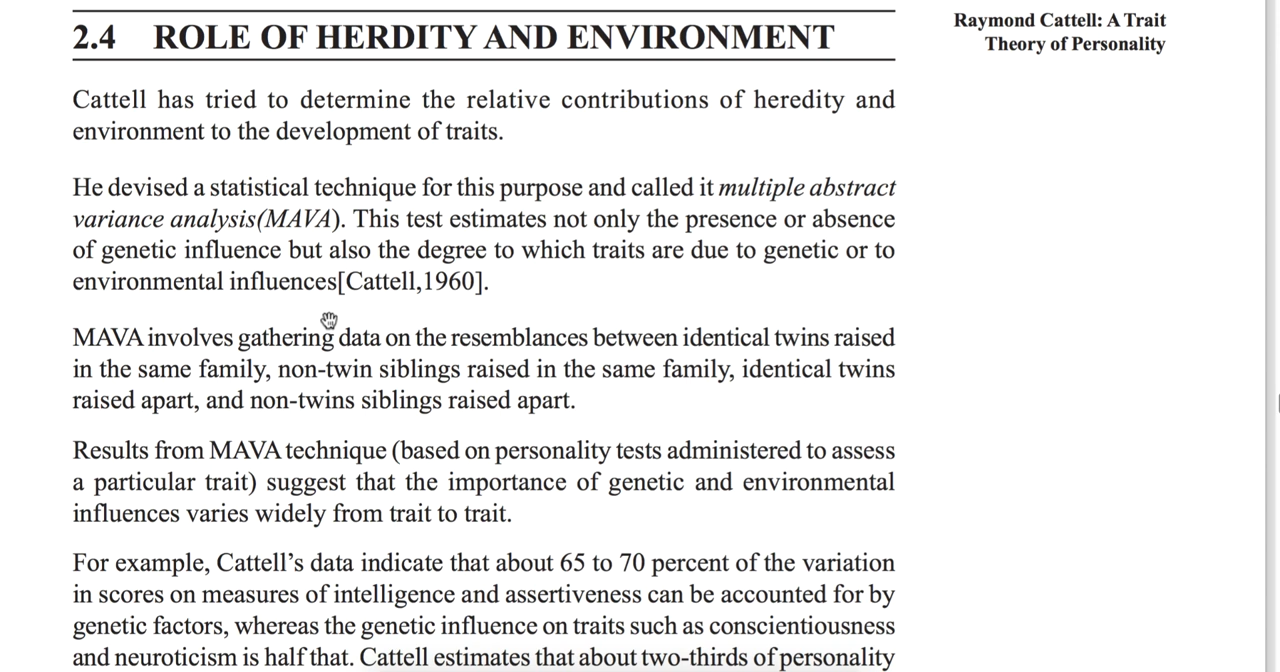 2.4 ROLE OF HERDITY AND ENVIRONMENT
Raymond Cattell: A Trait
Theory of Personality
Cattell has tried to determine the relative contributions of heredity and
environment to the development of traits.
He devised a statistical technique for this purpose and called it multiple abstract
variance analysis(MAVA). This test estimates not only the presence or absence
of genetic influence but also the degree to which traits are due to genetic or to
environmental influences[Cattell,1960].
MAVA involves gathering data on the resemblances between identical twins raised
in the same family, non-twin siblings raised in the same family, identical twins
raised apart, and non-twins siblings raised apart.
Results from MAVA technique (based on personality tests administered to assess
a particular trait) suggest that the importance of genetic and environmental
influences varies widely from trait to trait.
For example, Cattell’s data indicate that about 65 to 70 percent of the variation
in scores on measures of intelligence and assertiveness can be accounted for by
genetic factors, whereas the genetic influence on traits such as conscientiousness
and neuroticism is half that. Cattell estimates that about two-thirds of personality